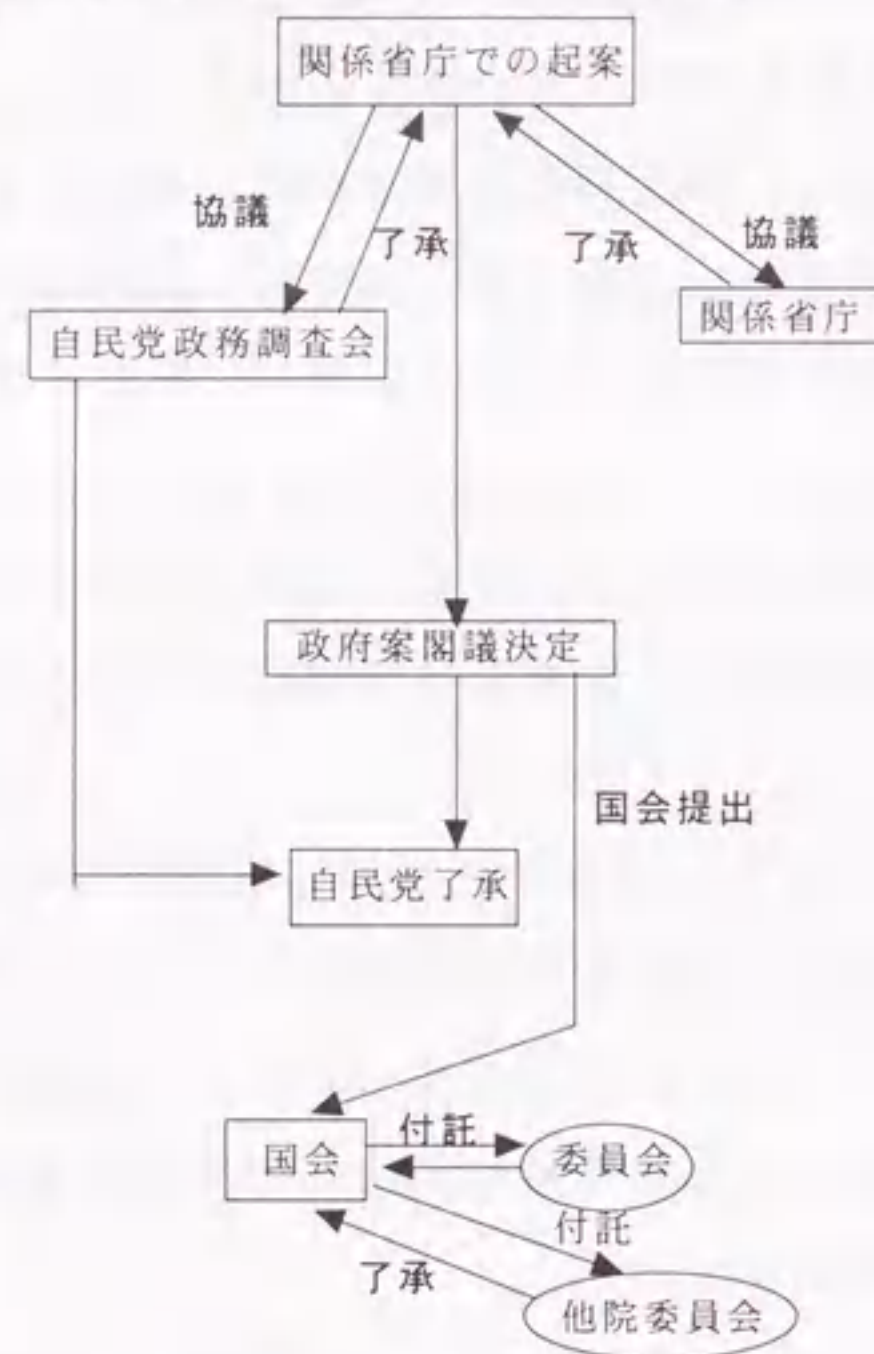 関係省庁での起案
協議
了承
了承
協議
自民党政務調査会
関係省庁
政府案閣議決定
国会提出
自民党了承
国会
付託
委員会
付託
了承
他院委員会